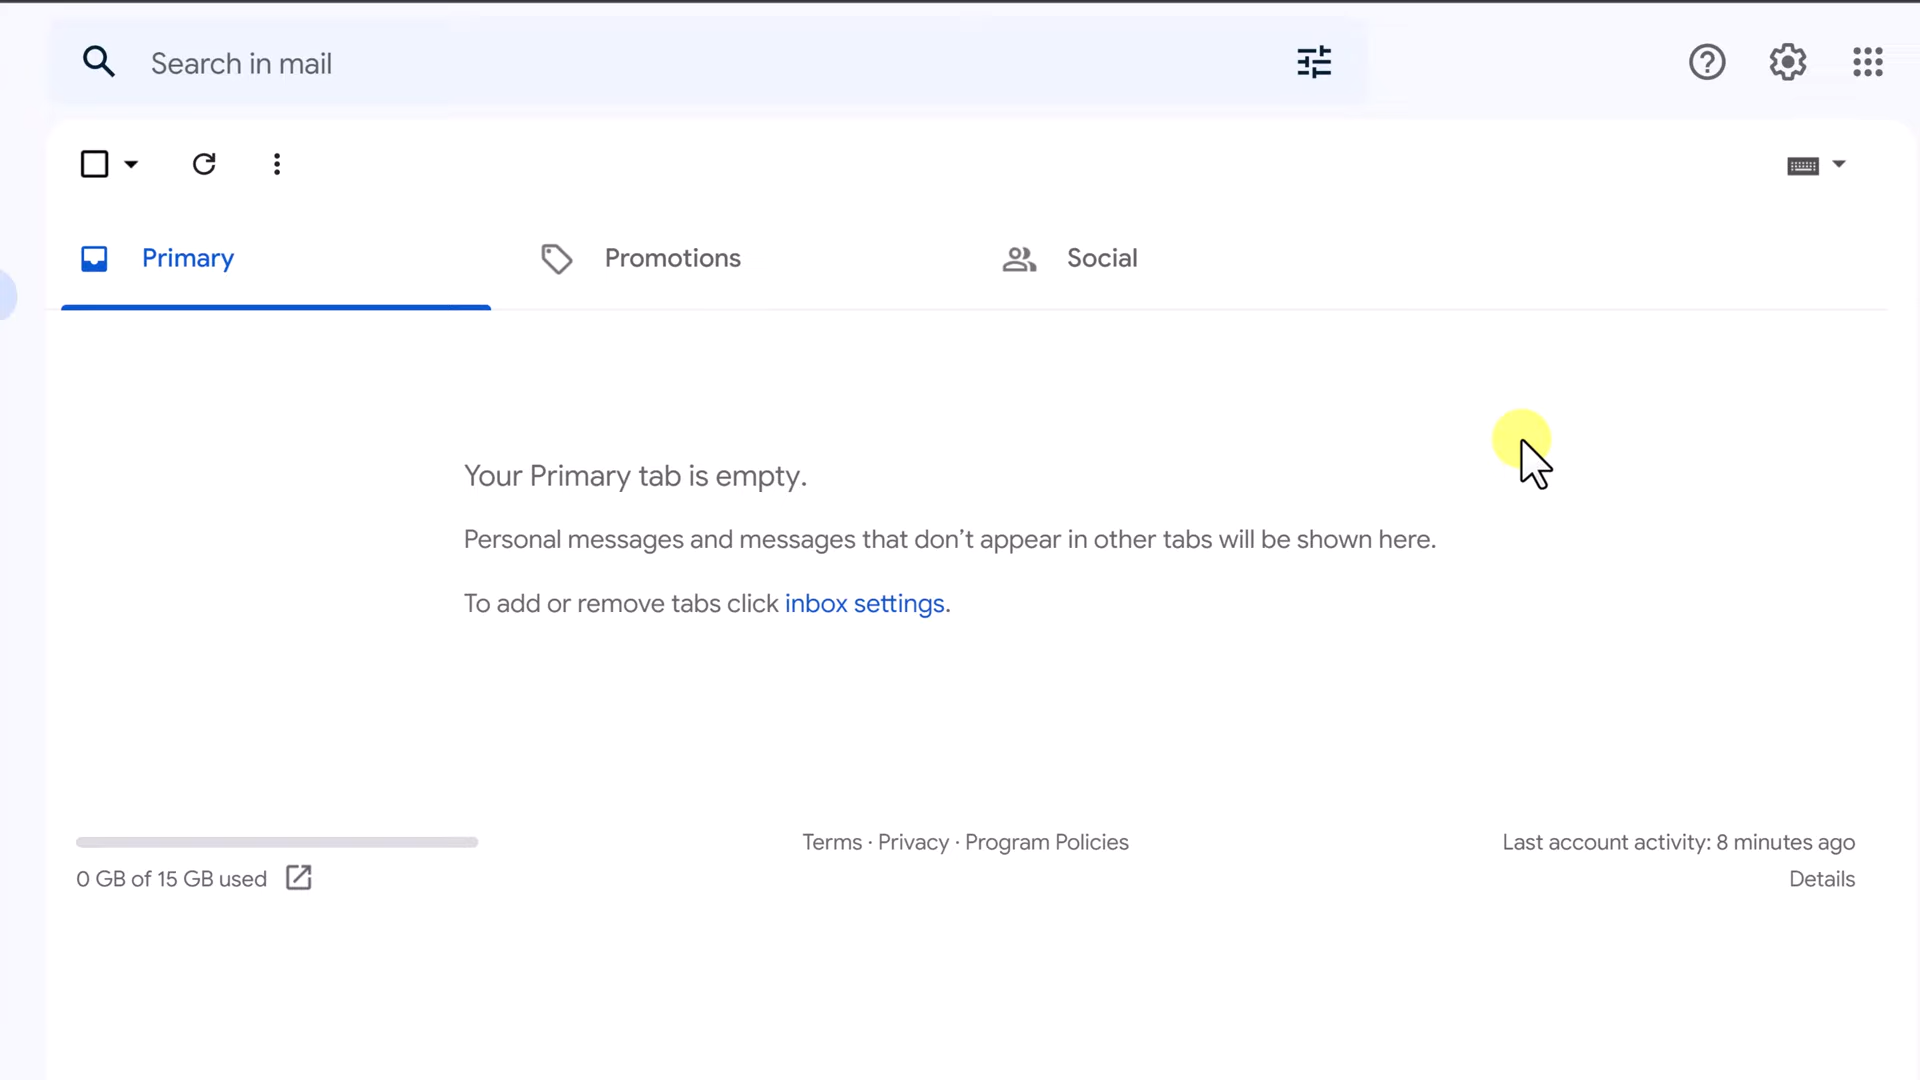 Search in mail
Primary
Promotions
Social
Your Primary tab is empty.
Personal messages and messages that don’t appear in other tabs will be shown here.
To add or remove tabs click inbox settings.
Terms · Privacy · Program Policies
Last account activity: 8 minutes ago
0 GB of 15 GB used
Details